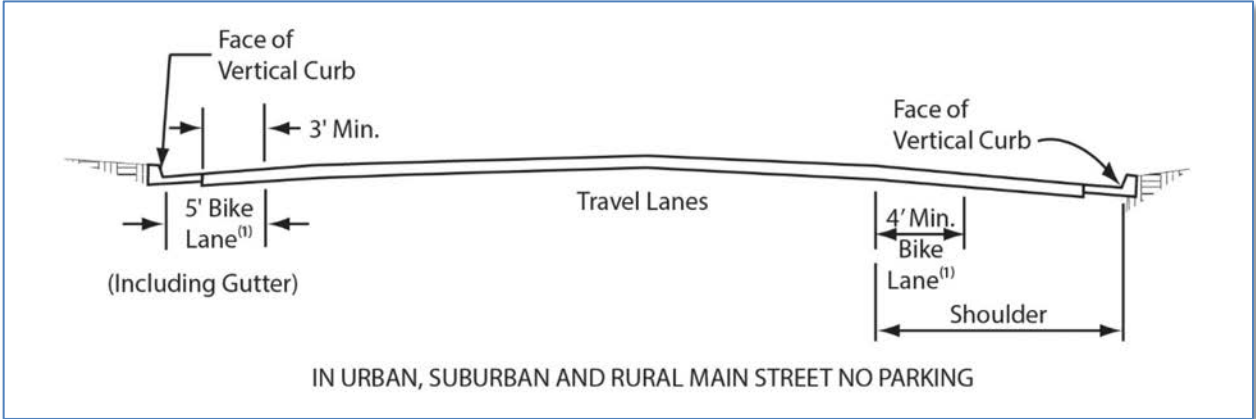 Face of
Vertical Curb
3' Min.
Face of
Vertical Curb
5' Bike
Lane(1)
(Including Gutter)
Travel Lanes
4' Min.
Bike
Lane(1)
Shoulder
IN URBAN, SUBURBAN AND RURAL MAIN STREET NO PARKING